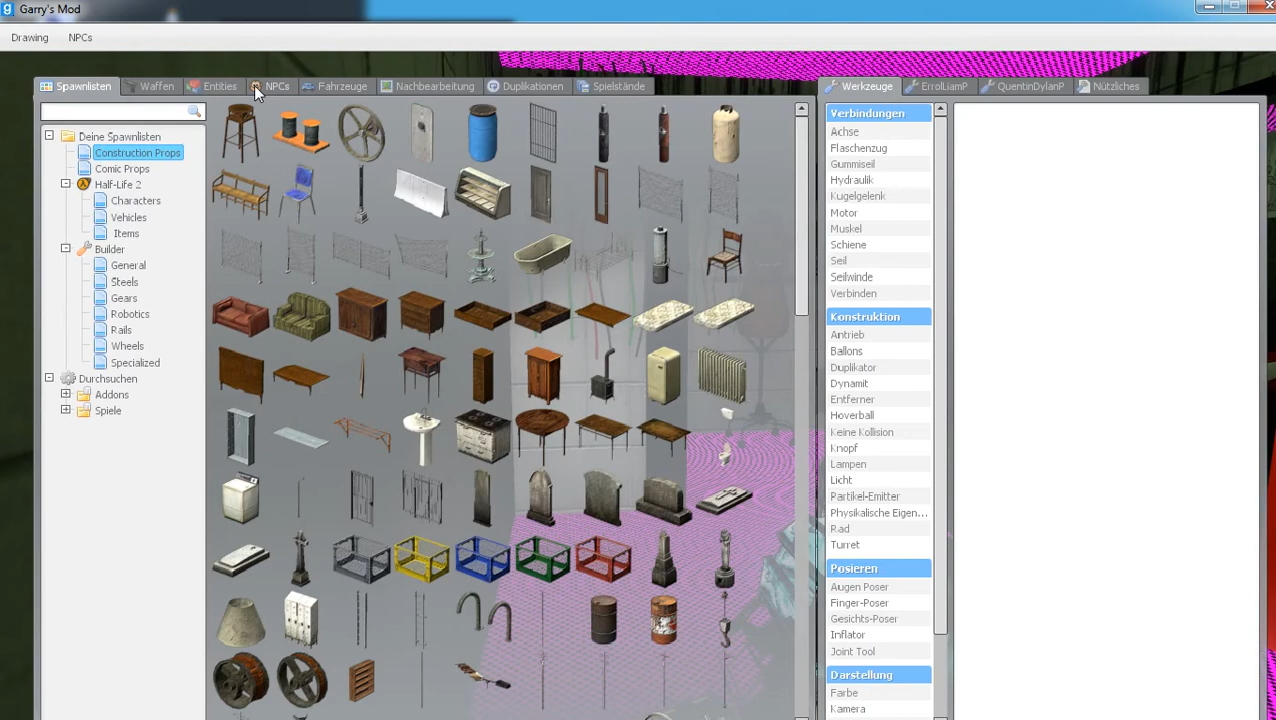 Garry's Mod
Drawing NPCs
Spawnlisten Waffen Entities NPCs Fahrzeuge Nachbearbeitung Duplikationen Spielstände
Deine Spawnlisten
Construction Props
Comic Props
Half-Life 2
Characters
Vehicles
Items
Builder
General
Steels
Gears
Robotics
Rails
Wheels
Specialized
Durchsuchen
Addons
Spiele
Werkzeuge ErrolLiamP QuentinDylanP Nützliches
Verbindungen
Achse
Flaschenzug
Gummiseil
Hydraulik
Kugelgelenk
Motor
Muskel
Schiene
Seil
Seilwinde
Verbinden
Konstruktion
Antrieb
Ballons
Duplikator
Dynamit
Entferner
Hoverball
Keine Kollision
Knopf
Lampen
Licht
Partikel-Emitter
Physikalische Eigen...
Rad
Turret
Posieren
Augen Poser
Finger-Poser
Gesichts-Poser
Inflator
Joint Tool
Darstellung
Farbe
Kamera